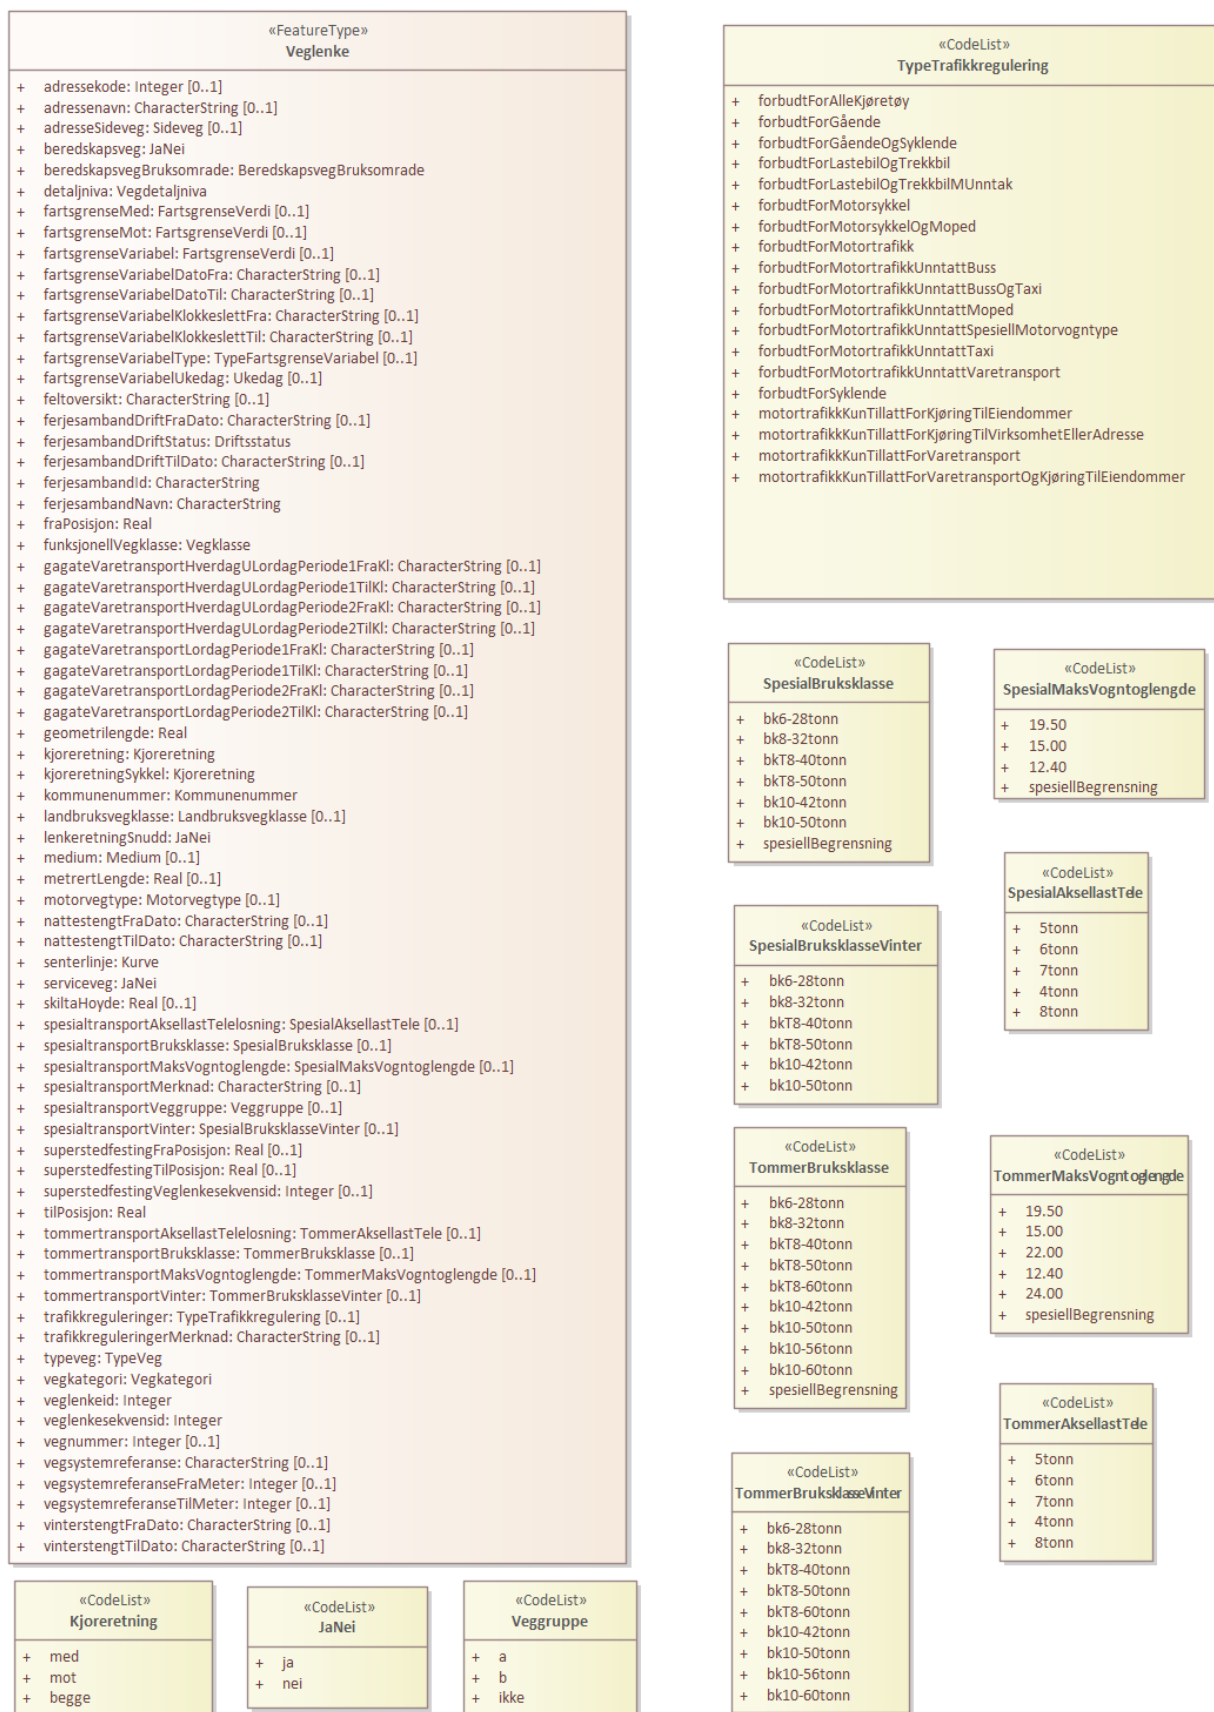 «FeatureType»
Veglenke
+ adressekode: Integer [0..1]
+ adressenavn: CharacterString [0..1]
+ adresseSideveg: Sideveg [0..1]
+ beredskapsveg: JaNei
+ beredskapsvegBruksomrade: BeredskapsvegBruksomrade
+ detaljniva: Vegdetaljniva
+ fartsgrenseMed: FartsgrenseVerdi [0..1]
+ fartsgrenseMot: FartsgrenseVerdi [0..1]
+ fartsgrenseVariabel: FartsgrenseVerdi [0..1]
+ fartsgrenseVariabelDatoFra: CharacterString [0..1]
+ fartsgrenseVariabelDatoTil: CharacterString [0..1]
+ fartsgrenseVariabelKlokkeslettFra: CharacterString [0..1]
+ fartsgrenseVariabelKlokkeslettTil: CharacterString [0..1]
+ fartsgrenseVariabelType: TypeFartsgrenseVariabel [0..1]
+ fartsgrenseVariabelUkedag: Ukedag [0..1]
+ feltoversikt: CharacterString [0..1]
+ ferjesambandDriftFraDato: CharacterString [0..1]
+ ferjesambandDriftStatus: Driftsstatus
+ ferjesambandDriftTilDato: CharacterString [0..1]
+ ferjesambandId: CharacterString
+ ferjesambandNavn: CharacterString
+ fraPosisjon: Real
+ funksjonellVegklasse: Vegklasse
+ gagateVaretransportHverdagULordagPeriode1FraKl: CharacterString [0..1]
+ gagateVaretransportHverdagULordagPeriode1TilKl: CharacterString [0..1]
+ gagateVaretransportHverdagULordagPeriode2FraKl: CharacterString [0..1]
+ gagateVaretransportHverdagULordagPeriode2TilKl: CharacterString [0..1]
+ gagateVaretransportLordagPeriode1FraKl: CharacterString [0..1]
+ gagateVaretransportLordagPeriode1TilKl: CharacterString [0..1]
+ gagateVaretransportLordagPeriode2FraKl: CharacterString [0..1]
+ gagateVaretransportLordagPeriode2TilKl: CharacterString [0..1]
+ geometrilengde: Real
+ kjoreretning: Kjoreretning
+ kjoreretningSykkel: Kjoreretning
+ kommunenummer: Kommunenummer
+ landbruksvegklasse: Landbruksvegklasse [0..1]
+ lenkeretningSnudd: JaNei
+ medium: Medium [0..1]
+ metrertLengde: Real [0..1]
+ motorvegtype: Motorvegtype [0..1]
+ nattestengtFraDato: CharacterString [0..1]
+ nattestengtTilDato: CharacterString [0..1]
+ senterlinje: Kurve
+ serviceveg: JaNei
+ skiltaHoyde: Real [0..1]
+ spesialtransportAksellastTelelosning: SpesialAksellastTele [0..1]
+ spesialtransportBruksklasse: SpesialBruksklasse [0..1]
+ spesialtransportMaksVogntoglengde: SpesialMaksVogntoglengde [0..1]
+ spesialtransportMerknad: CharacterString [0..1]
+ spesialtransportVeggruppe: Veggruppe [0..1]
+ spesialtransportVinter: SpesialBruksklasseVinter [0..1]
+ superstedfestingFraPosisjon: Real [0..1]
+ superstedfestingTilPosisjon: Real [0..1]
+ superstedfestingVeglenkesekvensid: Integer [0..1]
+ tilPosisjon: Real
+ tommertransportAksellastTelelosning: TommerAksellastTele [0..1]
+ tommertransportBruksklasse: TommerBruksklasse [0..1]
+ tommertransportMaksVogntoglengde: TommerMaksVogntoglengde [0..1]
+ tommertransportVinter: TommerBruksklasseVinter [0..1]
+ trafikkreguleringer: TypeTrafikkregulering [0..1]
+ trafikkreguleringerMerknad: CharacterString [0..1]
+ typeveg: TypeVeg
+ vegkategori: Vegkategori
+ veglenkeid: Integer
+ veglenkesekvensid: Integer
+ vegnummer: Integer [0..1]
+ vegsystemreferanse: CharacterString [0..1]
+ vegsystemreferanseFraMeter: Integer [0..1]
+ vegsystemreferanseTilMeter: Integer [0..1]
+ vinterstengtFraDato: CharacterString [0..1]
+ vinterstengtTilDato: CharacterString [0..1]
«CodeList»
Kjoreretning
+ med
+ mot
+ begge
«CodeList»
JaNei
+ ja
+ nei
«CodeList»
Veggruppe
+ a
+ b
+ ikke
«CodeList»
TypeTrafikkregulering
+ forbudtForAlleKjøretøy
+ forbudtForGående
+ forbudtForGåendeOgSyklende
+ forbudtForLastebilOgTrekkbil
+ forbudtForLastebilOgTrekkbilMUnntak
+ forbudtForMotorsykkel
+ forbudtForMotorsykkelOgMoped
+ forbudtForMotortrafikk
+ forbudtForMotortrafikkUnntattBuss
+ forbudtForMotortrafikkUnntattBussOgTaxi
+ forbudtForMotortrafikkUnntattMoped
+ forbudtForMotortrafikkUnntattSpesiellMotorvogntype
+ forbudtForMotortrafikkUnntattTaxi
+ forbudtForMotortrafikkUnntattVaretransport
+ forbudtForSyklende
+ motortrafikkKunTillattForKjøringTilEiendommer
+ motortrafikkKunTillattForKjøringTilVirksomhetEllerAdresse
+ motortrafikkKunTillattForVaretransport
+ motortrafikkKunTillattForVaretransportOgKjøringTilEiendommer
«CodeList»
SpesialBruksklasse
+ bk6-28tonn
+ bk8-32tonn
+ bkT8-40tonn
+ bkT8-50tonn
+ bk10-42tonn
+ bk10-50tonn
+ spesiellBegrensning
«CodeList»
SpesialMaksVogntoglengde
+ 19.50
+ 15.00
+ 12.40
+ spesiellBegrensning
«CodeList»
SpesialAksellastTele
+ 5tonn
+ 6tonn
+ 7tonn
+ 4tonn
+ 8tonn
«CodeList»
SpesialBruksklasseVinter
+ bk6-28tonn
+ bk8-32tonn
+ bkT8-40tonn
+ bkT8-50tonn
+ bk10-42tonn
+ bk10-50tonn
«CodeList»
TommerBruksklasse
+ bk6-28tonn
+ bk8-32tonn
+ bkT8-40tonn
+ bkT8-50tonn
+ bkT8-60tonn
+ bk10-42tonn
+ bk10-50tonn
+ bk10-56tonn
+ bk10-60tonn
+ spesiellBegrensning
«CodeList»
TommerMaksVogntoglengde
+ 19.50
+ 15.00
+ 22.00
+ 12.40
+ 24.00
+ spesiellBegrensning
«CodeList»
TommerAksellastTele
+ 5tonn
+ 6tonn
+ 7tonn
+ 4tonn
+ 8tonn
«CodeList»
TommerBruksklasseVinter
+ bk6-28tonn
+ bk8-32tonn
+ bkT8-40tonn
+ bkT8-50tonn
+ bkT8-60tonn
+ bk10-42tonn
+ bk10-50tonn
+ bk10-56tonn
+ bk10-60tonn